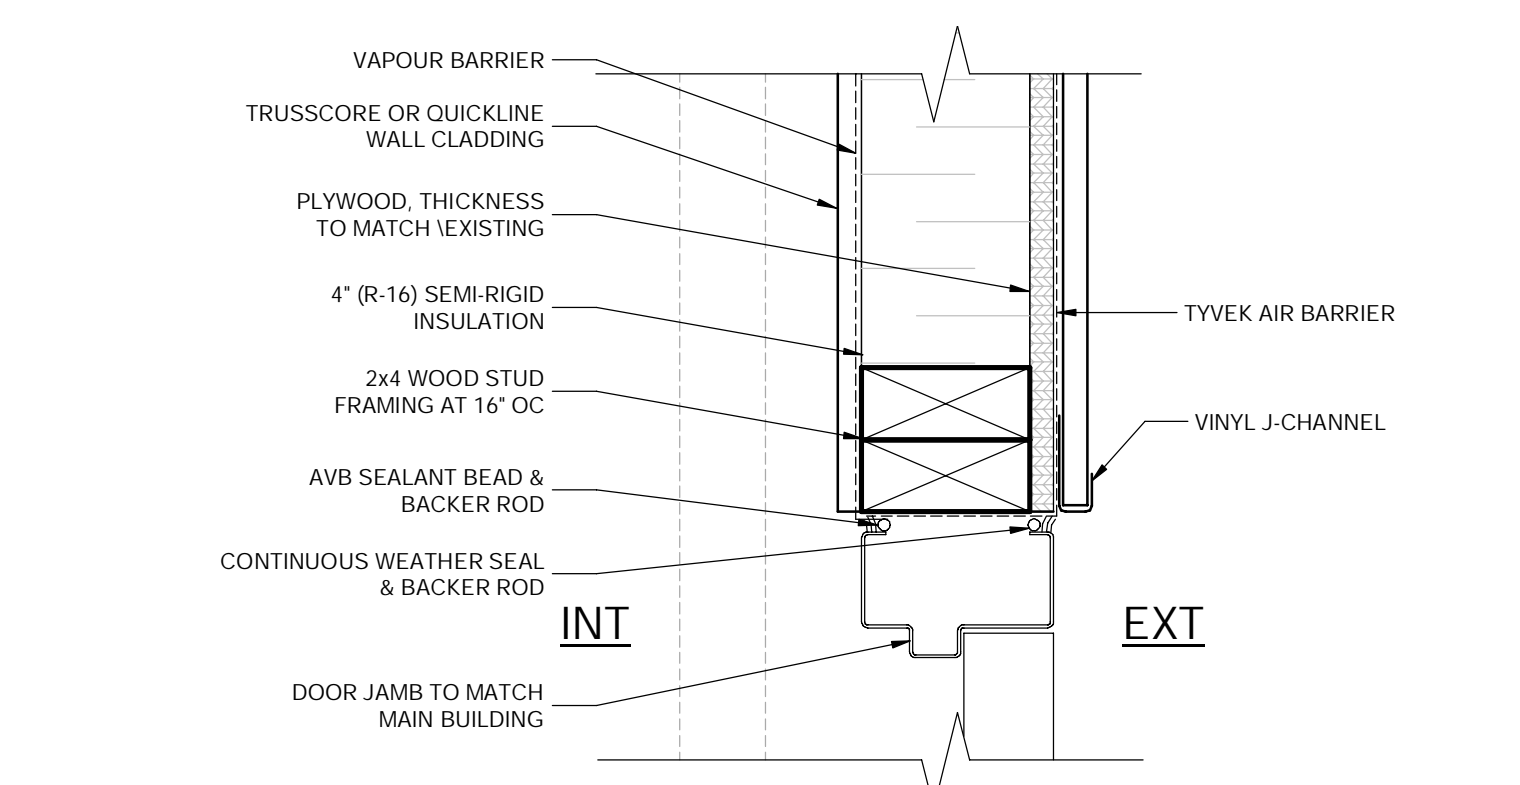 VAPOUR BARRIER
TRUSSCORE OR QUICKLINE
WALL CLADDING
PLYWOOD, THICKNESS
TO MATCH \EXISTING
4" (R-16) SEMI-RIGID
INSULATION
2x4 WOOD STUD
FRAMING AT 16" OC
AVB SEALANT BEAD &
BACKER ROD
CONTINUOUS WEATHER SEAL
& BACKER ROD
INT
DOOR JAMB TO MATCH
MAIN BUILDING
TYVEK AIR BARRIER
VINYL J-CHANNEL
EXT